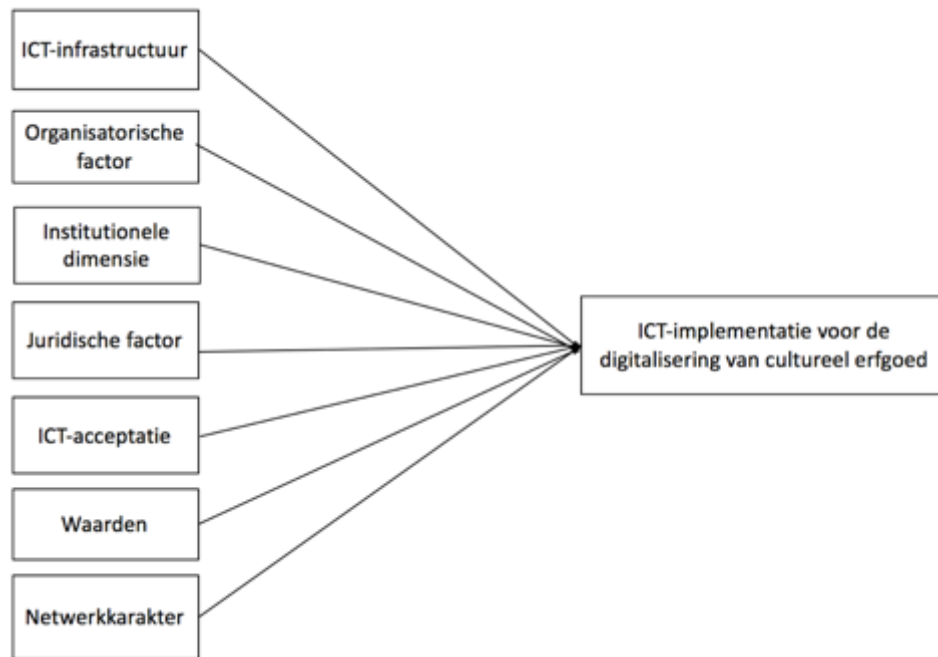 ICT-infrastructuur
Organisatorische
factor
Institutionele
dimensie
Juridische factor
ICT-acceptatie
Waarden
Netwerkkarakter
ICT-implementatie voor de
digitalisering van cultureel erfgoed